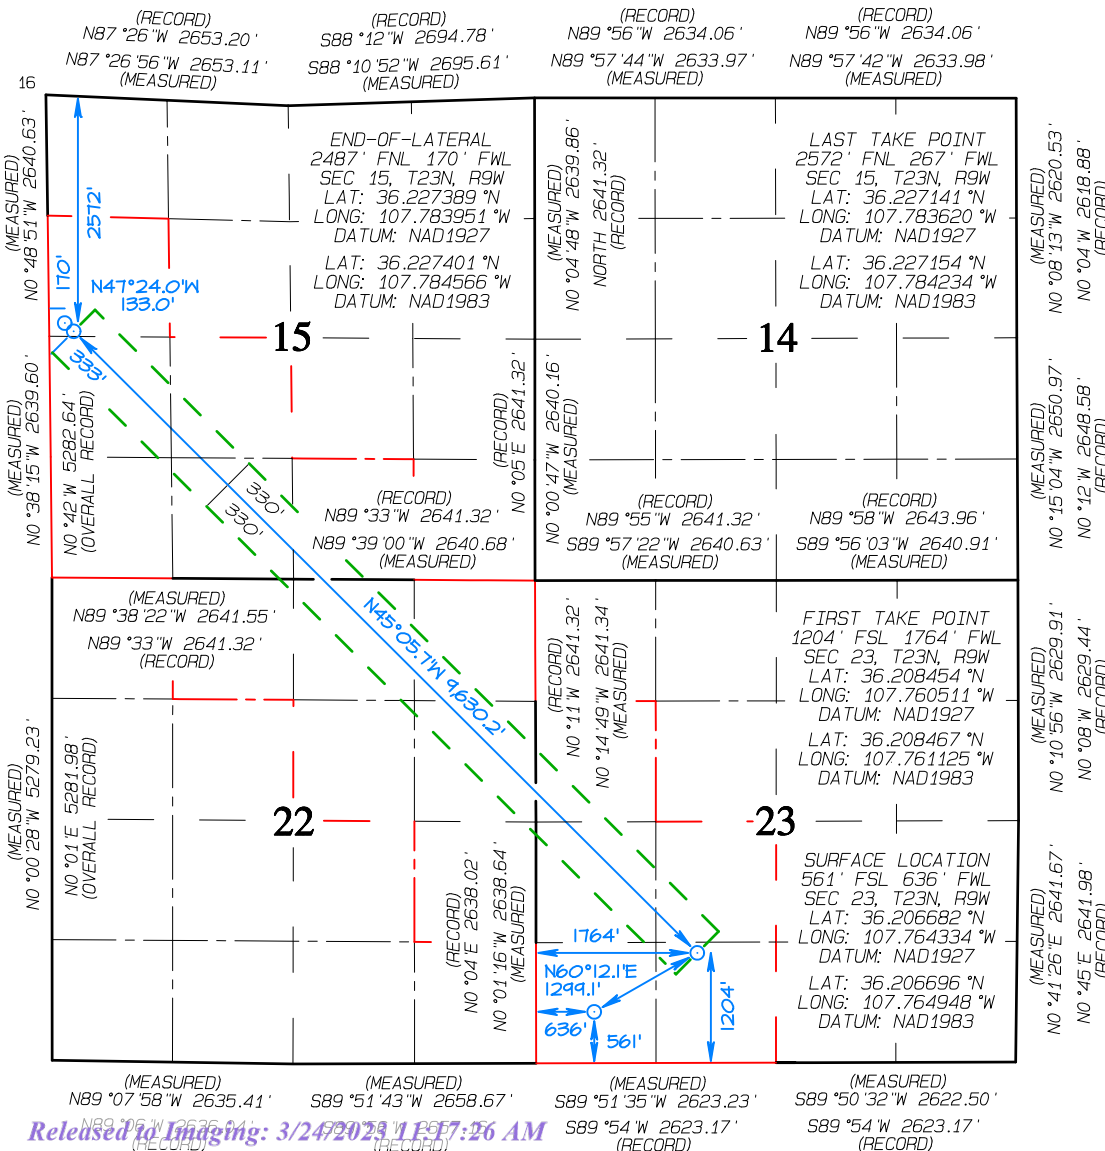 (RECORD)
N87°26'W 2653.20'
N87°26'56"W 2653.11'
(MEASURED)
(RECORD)
S88°12'W 2694.78'
S88°10'52"W 2695.61'
(MEASURED)
(RECORD)
N89°56'W 2634.06'
N89°57'44"W 2633.97'
(MEASURED)
(RECORD)
N89°56'W 2634.06'
N89°57'42"W 2633.98'
(MEASURED)
16
(MEASURED)
N0°48'51"W 2640.63'
2572'
170'
N47°24.0'W
133.0'
333'
END-OF-LATERAL
2487' FNL 170' FWL
SEC 15, T23N, R9W
LAT: 36.227389°N
LONG: 107.783951°W
DATUM: NAD1927
LAT: 36.227401°N
LONG: 107.784566°W
DATUM: NAD1983
15
(MEASURED)
N0°04'48"W 2639.86'
NORTH 2641.32'
(RECORD)
LAST TAKE POINT
2572' FNL 267' FWL
SEC 15, T23N, R9W
LAT: 36.227141°N
LONG: 107.783620°W
DATUM: NAD1927
LAT: 36.227154°N
LONG: 107.784234°W
DATUM: NAD1983
14
(MEASURED)
N0°08'13"W 2620.53'
N0°04'W 2618.88'
(RECORD)
(MEASURED)
N0°38'15"W 2639.60'
N0°42'W 5282.64'
(OVERALL RECORD)
330'
330'
(RECORD)
N0°05'E 2641.32'
N0°00'47"W 2640.16'
(MEASURED)
(MEASURED)
N0°15'04"W 2650.97'
N0°12'W 2648.58'
(RECORD)
(RECORD)
N89°33'W 2641.32'
N89°39'00"W 2640.68'
(MEASURED)
(RECORD)
N89°55'W 2641.32'
S89°57'22"W 2640.63'
(MEASURED)
(RECORD)
N89°58'W 2643.96'
S89°56'03"W 2640.91'
(MEASURED)
(MEASURED)
N89°38'22"W 2641.55
N89°33'W 2641.32'
(RECORD)
N45°05.7'W 9,630.2'
(RECORD)
N0°11'W 2641.32'
N0°14'49"W 2641.34'
(MEASURED)
FIRST TAKE POINT
1204' FSL 1764' FWL
SEC 23, T23N, R9W
LAT: 36.208454°N
LONG: 107.760511°W
DATUM: NAD1927
LAT: 36.208467°N
LONG: 107.761125°W
DATUM: NAD1983
(MEASURED)
N0°10'56"W 2629.91'
N0°08'W 2629.44'
(RECORD)
(MEASURED)
N0°00'28"W 5279.23'
N0°01'E 5281.98'
(OVERALL RECORD)
22
23
(RECORD)
N0°04'E 2638.02'
N0°01'16"W 2638.64'
(MEASURED)
1764'
N60°12.1'E
1299.1'
636'
561'
1204'
SURFACE LOCATION
561' FSL 636' FWL
SEC 23, T23N, R9W
LAT: 36.206682°N
LONG: 107.764334°W
DATUM: NAD1927
LAT: 36.206696°N
LONG: 107.764948°W
DATUM: NAD1983
(MEASURED)
N0°41'26"E 2641.67'
N0°45'E 2641.98'
(RECORD)
(MEASURED)
N89°07'58"W 2635.41'
(RECORD)
(MEASURED)
S89°51'43"W 2658.67'
(RECORD)
(MEASURED)
S89°51'35"W 2623.23'
S89°54'W 2623.17'
(RECORD)
(MEASURED)
S89°50'32"W 2622.50'
S89°54'W 2623.17'
(RECORD)
Released to Imaging: 3/24/2023 11:17:26 AM